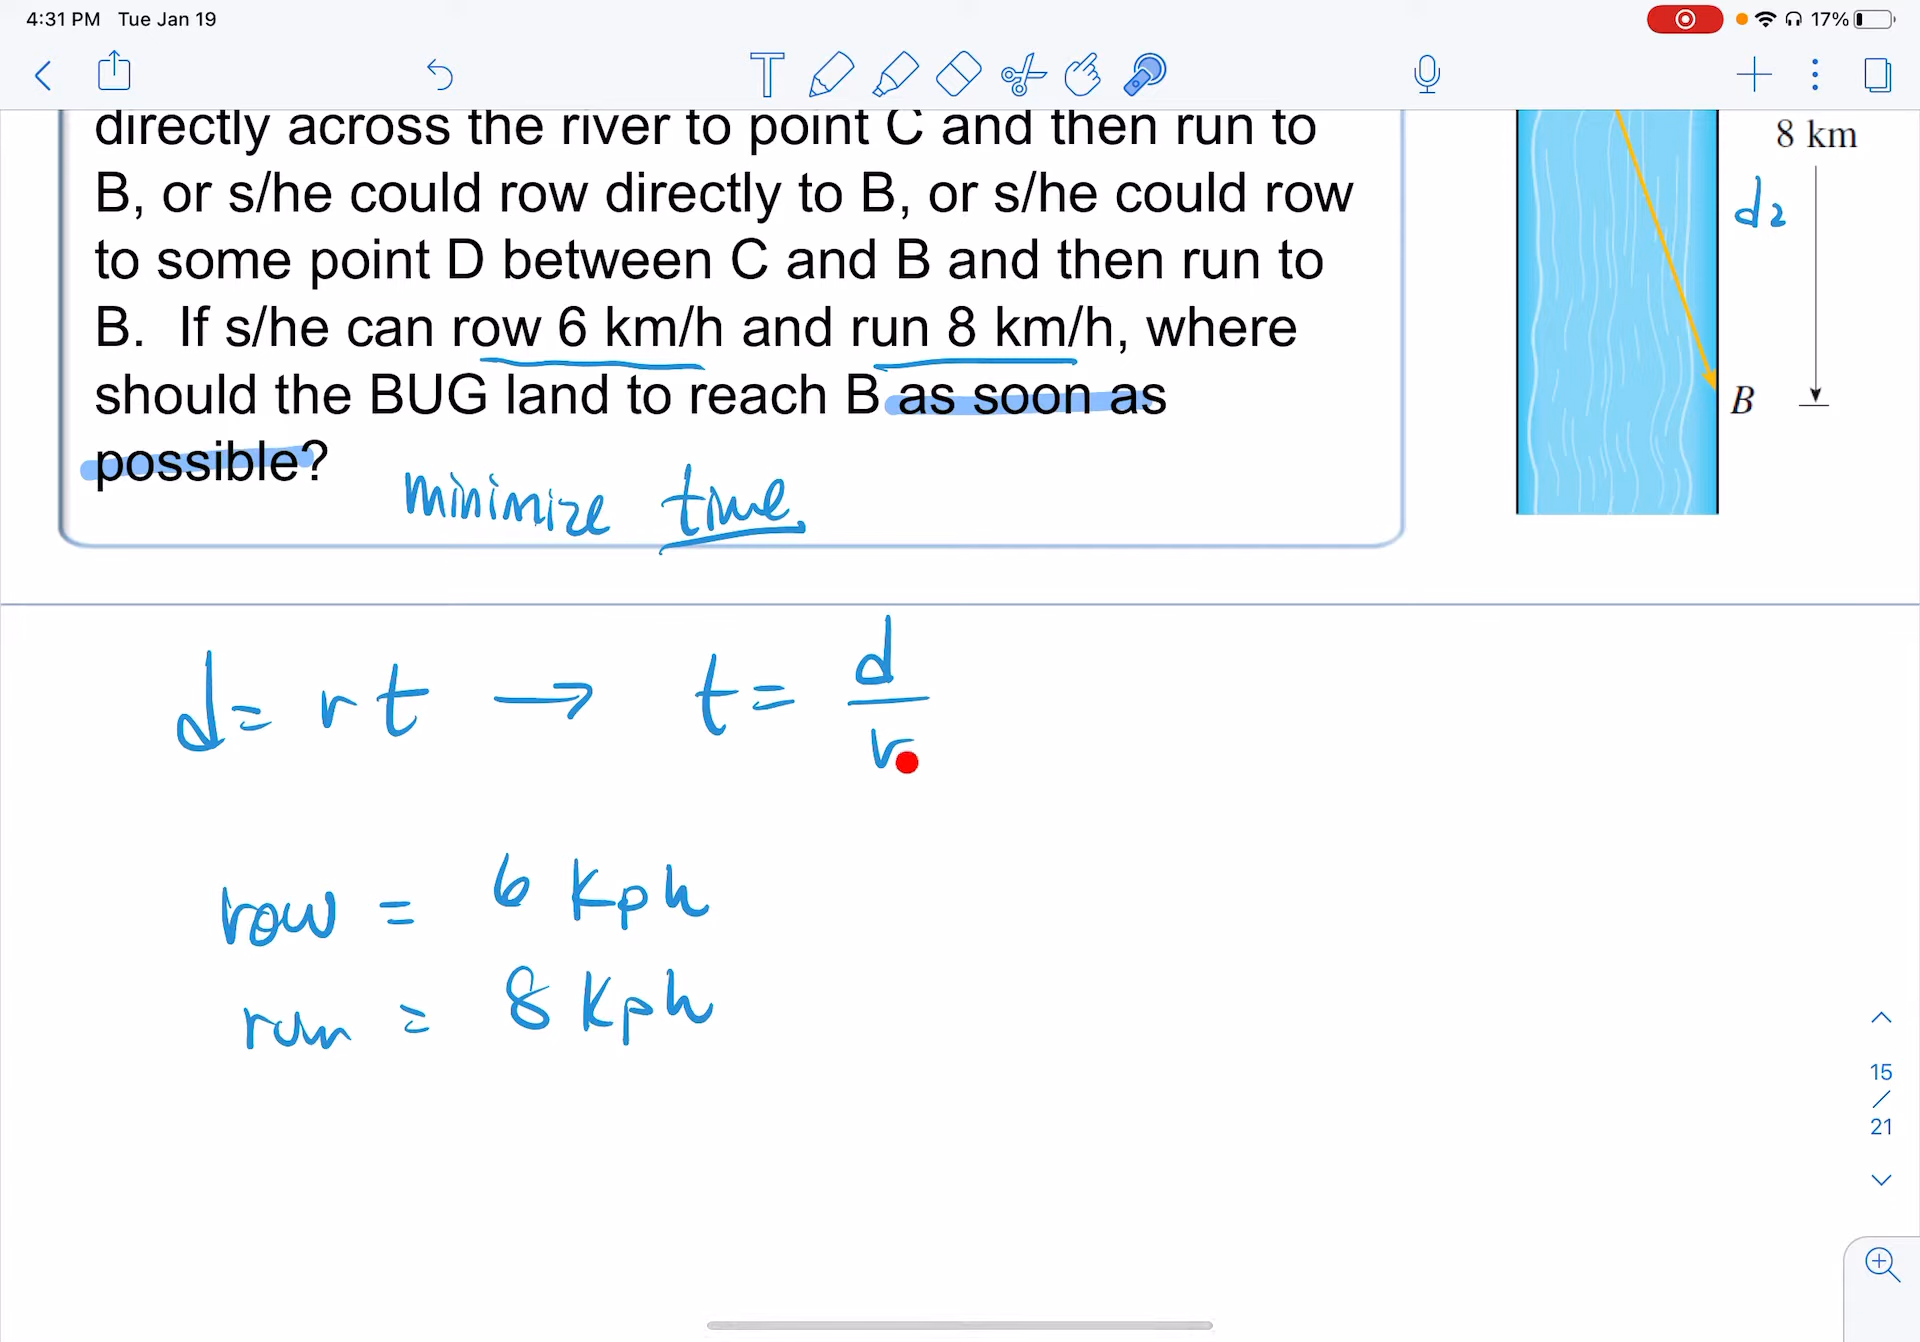 4:31 PM Tue Jan 19
17%
directly across the river to point C and then run to
B, or s/he could row directly to B, or s/he could row
to some point D between C and B and then run to
B. If s/he can row 6 km/h and run 8 km/h, where
should the BUG land to reach B as soon as
possible?
minimize time
8 km
d2
B
d = rt → t = d/r
row = 6 Kph
run = 8 Kph
15
/
21